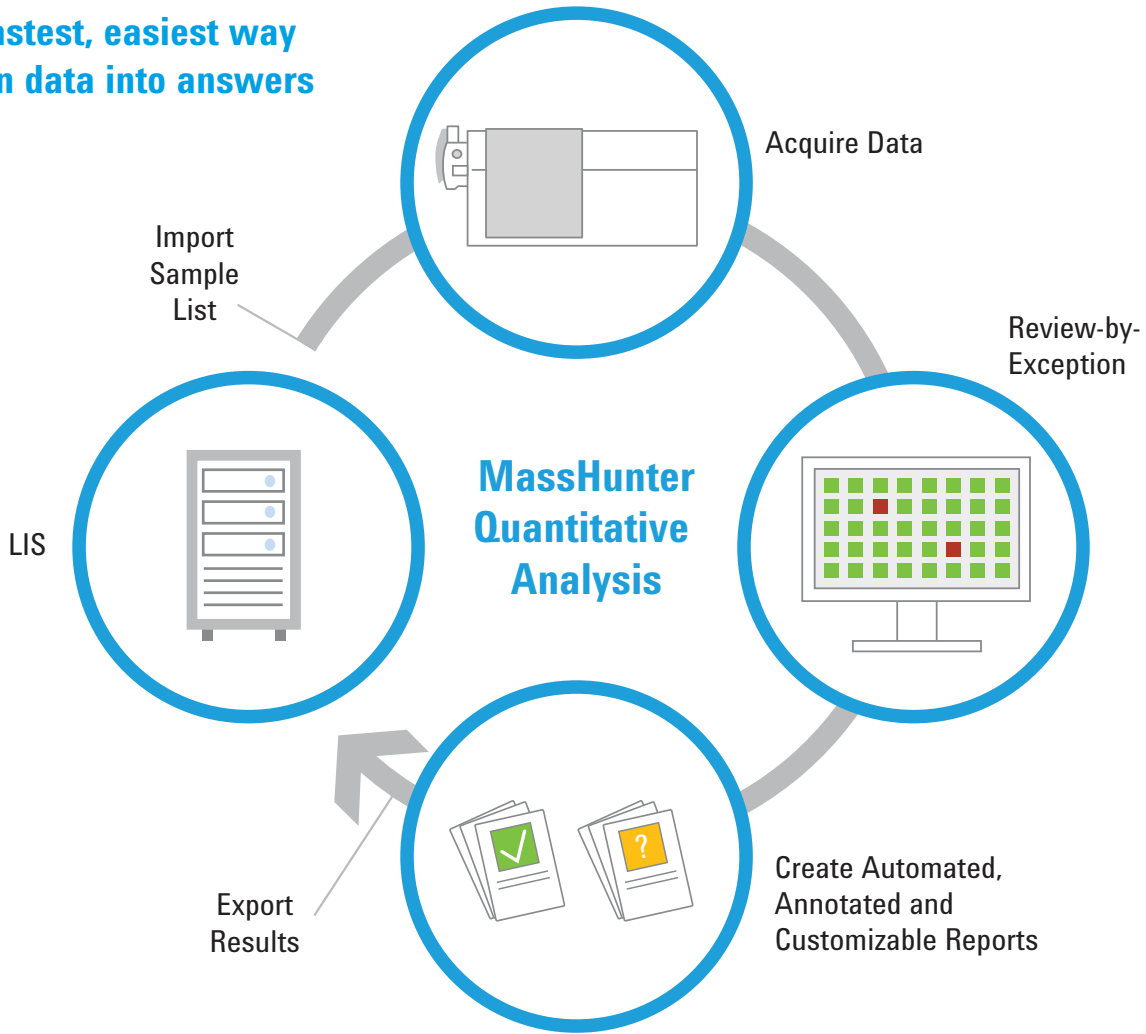 easiest way
data into answers
Acquire Data
Import
Sample
List
Review-by-
Exception
MassHunter
Quantitative
Analysis
LIS
?
Create Automated,
Annotated and
Customizable Reports
Export
Results